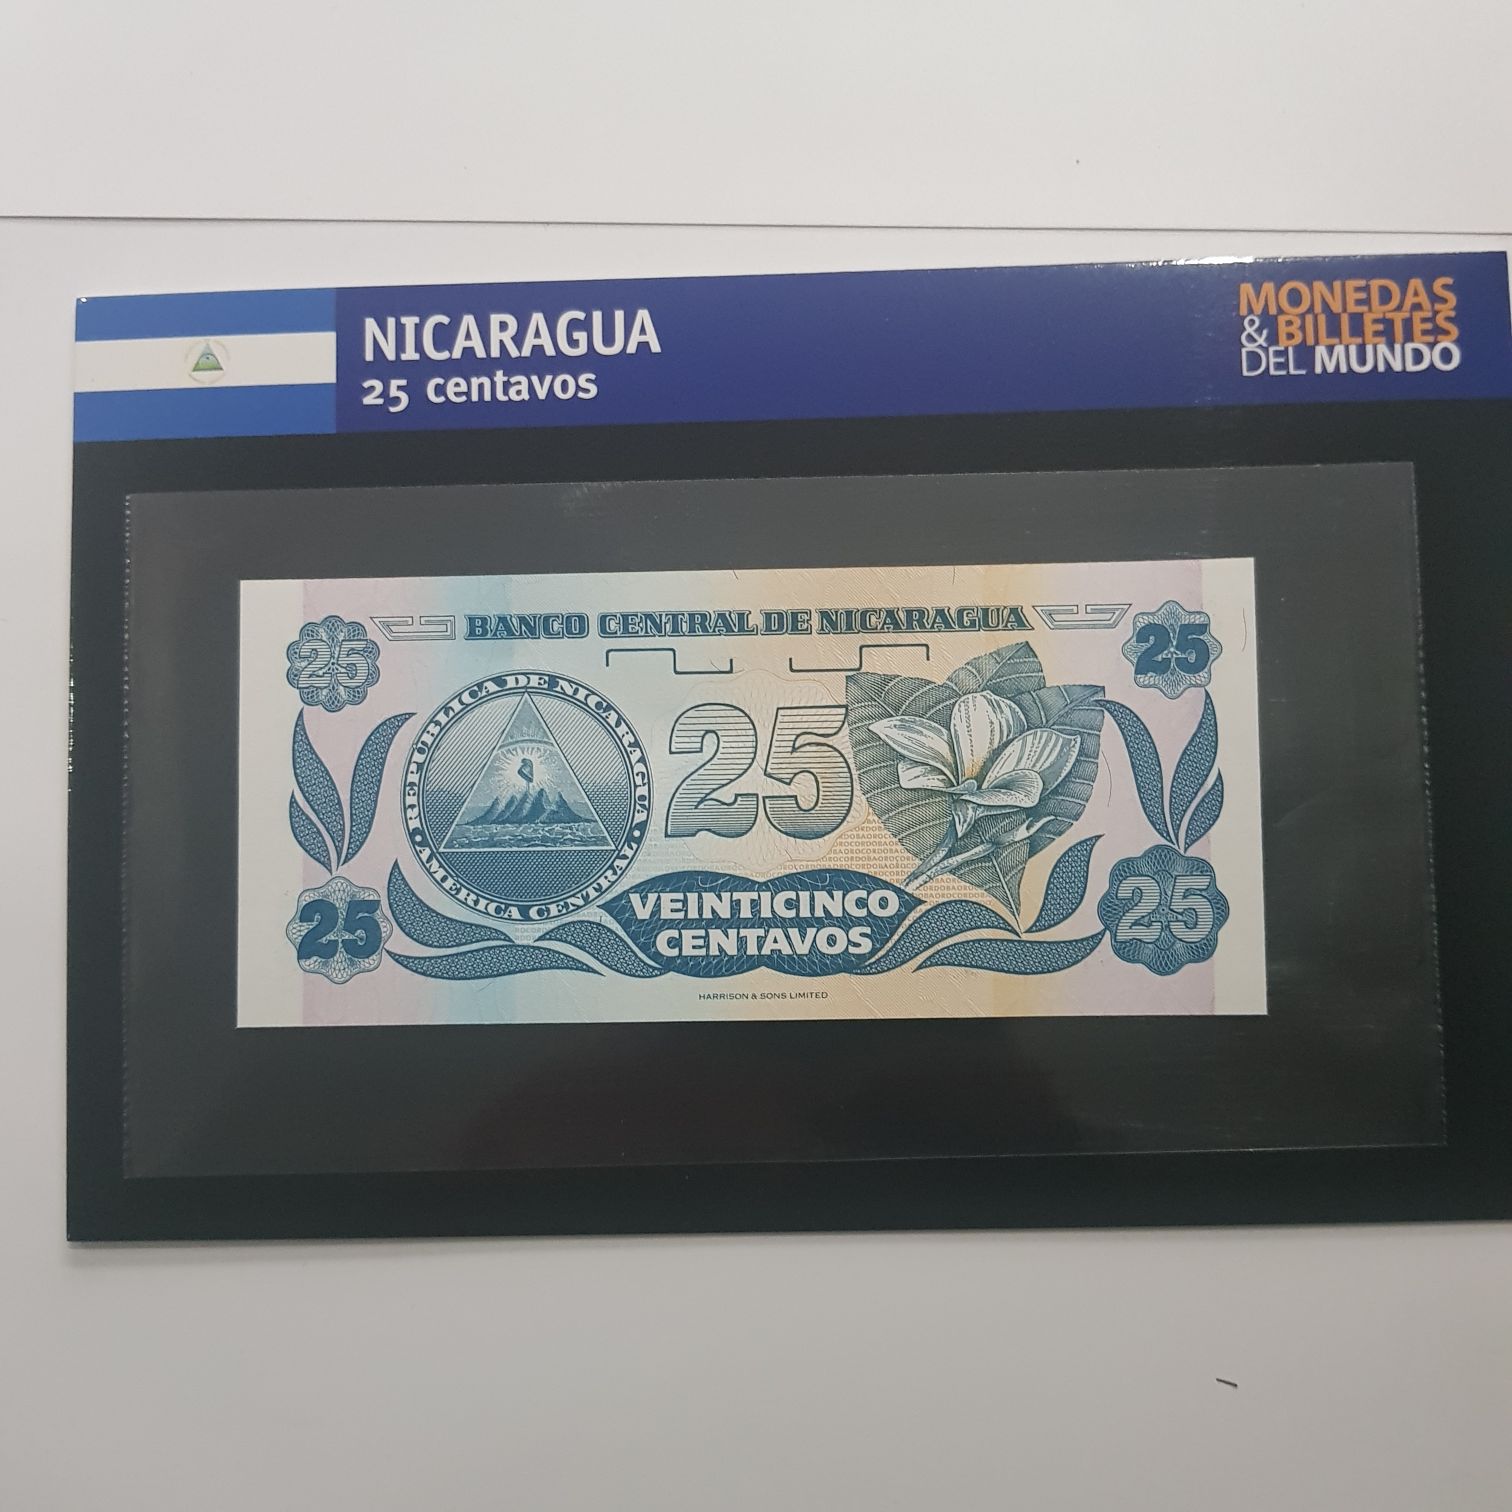 NICARAGUA
25 centavos
MONEDAS
& BILLETES
DEL MUNDO
BANCO CENTRAL DE NICARAGUA
25
25
REPÚBLICA DE NICARAGUA
AMERICA CENTRAL
25
VEINTICINCO
CENTAVOS
25
25
HARRISON & SONS LIMITED